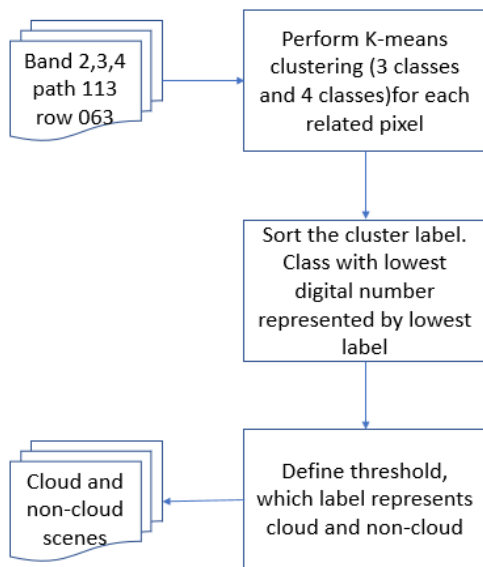 Band 2,3,4
path 113
row 063
Perform K-means
clustering (3 classes
and 4 classes)for each
related pixel
Sort the cluster label.
Class with lowest
digital number
represented by lowest
label
Define threshold,
which label represents
cloud and non-cloud
Cloud and
non-cloud
scenes